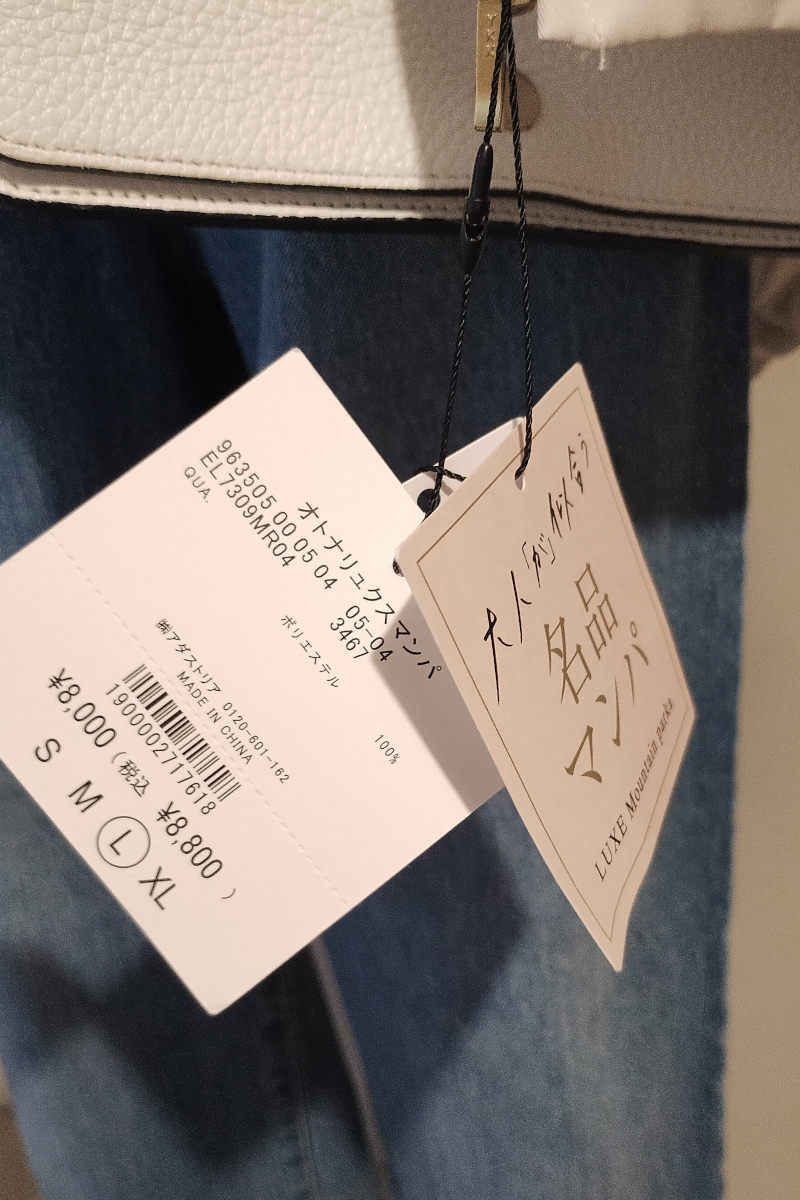 YKK
オトナリュクスマンパ
963505 00 05 04 05-04
EL7309MR04 3467
QUA.
ポリエステル 100%
㈱アダストリア 0120-601-162
MADE IN CHINA
1900002717618
¥8,000 (税込 ¥8,800 )
S M L XL
大人「が」似合う
名品
マンパ
LUXE Mountain parka